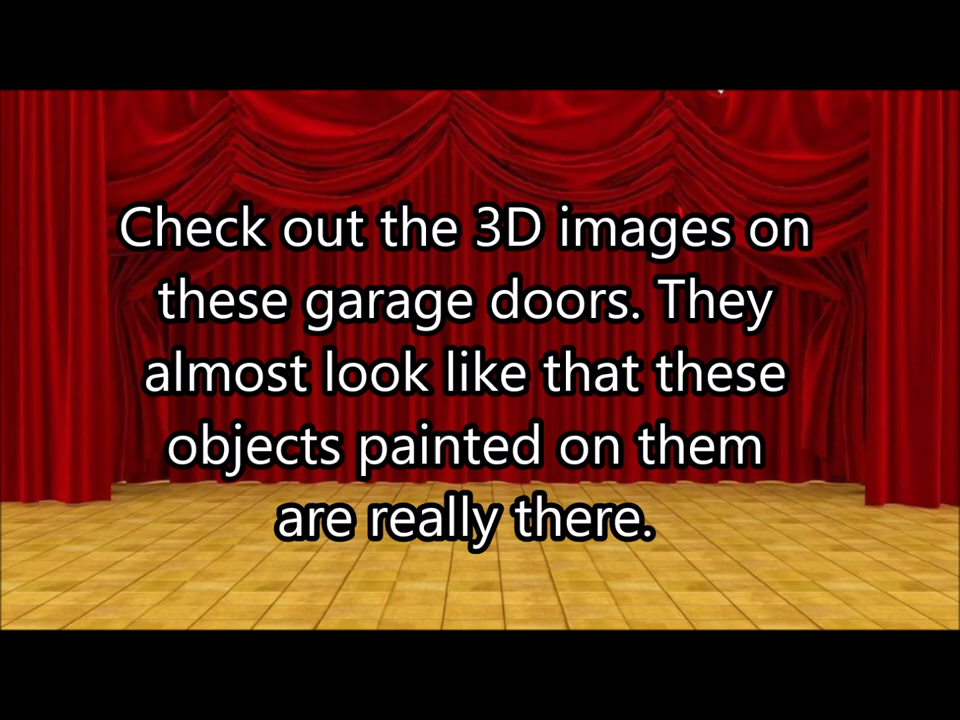 Check out the 3D images on
these garage doors. They
almost look like that these
objects painted on them
are really there.